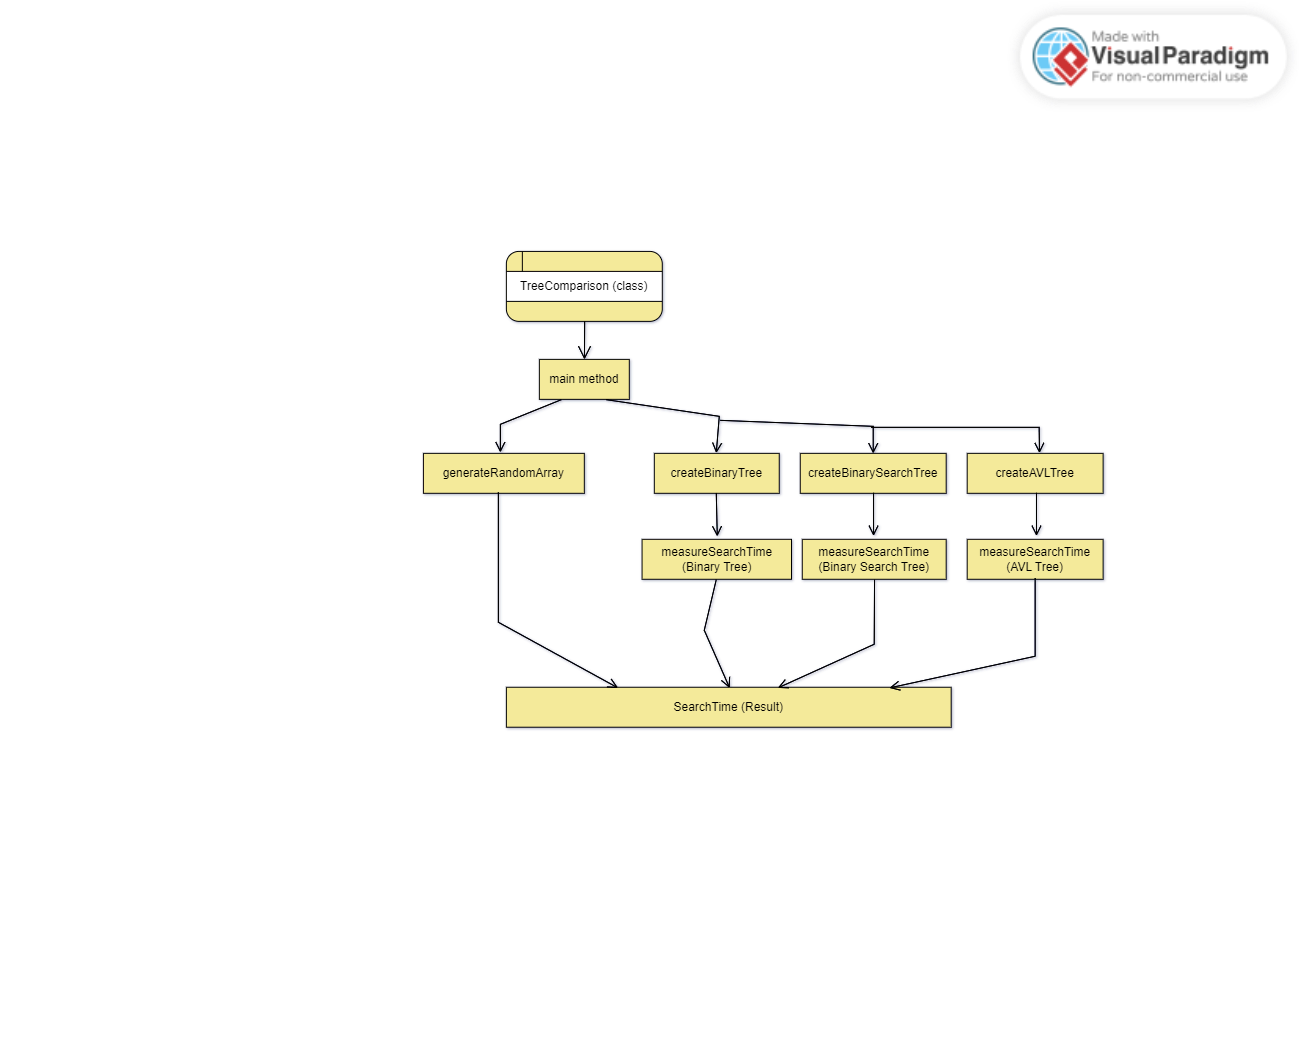 Made with
Visual Paradigm
For non-commercial use
TreeComparison (class)
main method
generateRandomArray
createBinaryTree
createBinarySearchTree
createAVLTree
measureSearchTime
(Binary Tree)
measureSearchTime
(Binary Search Tree)
measureSearchTime
(AVL Tree)
SearchTime (Result)